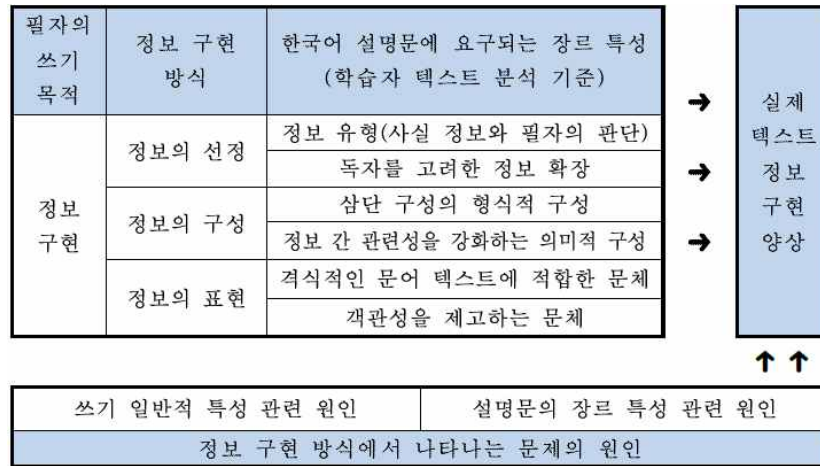 필자의
쓰기
목적
정보 구현
방식
한국어 설명문에 요구되는 장르 특성
(학습자 텍스트 분석 기준)
정보
구현
정보의 선정
정보 유형(사실 정보와 필자의 판단)
독자를 고려한 정보 확장
정보의 구성
삼단 구성의 형식적 구성
정보 간 관련성을 강화하는 의미적 구성
정보의 표현
격식적인 문어 텍스트에 적합한 문체
객관성을 제고하는 문체
실제
텍스트
정보
구현
양상
쓰기 일반적 특성 관련 원인
설명문의 장르 특성 관련 원인
정보 구현 방식에서 나타나는 문제의 원인